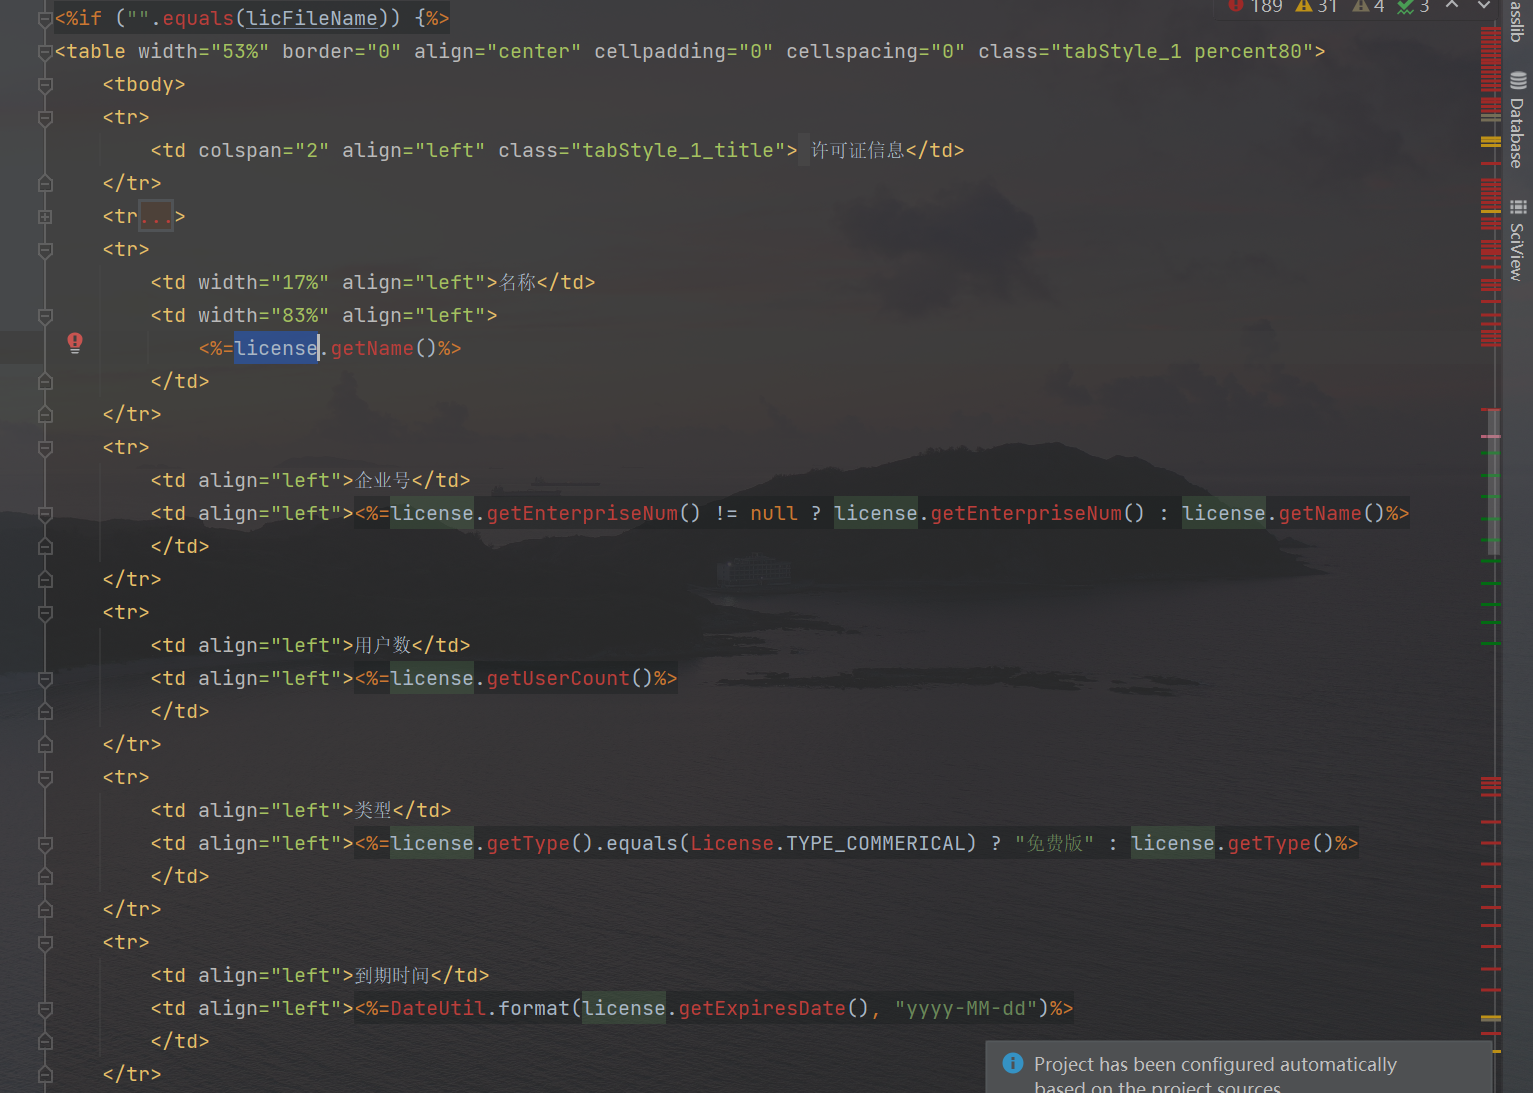 <%if ("".equals(licFileName)) {%>
189 31 4 3
<table width="53%" border="0" align="center" cellpadding="0" cellspacing="0" class="tabStyle_1 percent80">
<tbody>
<tr>
<td colspan="2" align="left" class="tabStyle_1_title"> 许可证信息</td>
</tr>
<tr...>
<tr>
<td width="17%" align="left">名称</td>
<td width="83%" align="left">
<%=license.getName()%>
</td>
</tr>
<tr>
<td align="left">企业号</td>
<td align="left"><%=license.getEnterpriseNum() != null ? license.getEnterpriseNum() : license.getName()%>
</td>
</tr>
<tr>
<td align="left">用户数</td>
<td align="left"><%=license.getUserCount()%>
</td>
</tr>
<tr>
<td align="left">类型</td>
<td align="left"><%=license.getType().equals(License.TYPE_COMMERICAL) ? "免费版" : license.getType()%>
</td>
</tr>
<tr>
<td align="left">到期时间</td>
<td align="left"><%=DateUtil.format(license.getExpiresDate(), "yyyy-MM-dd")%>
</td>
</tr>
asslib
Database
SciView
Project has been configured automatically
based on the project sources